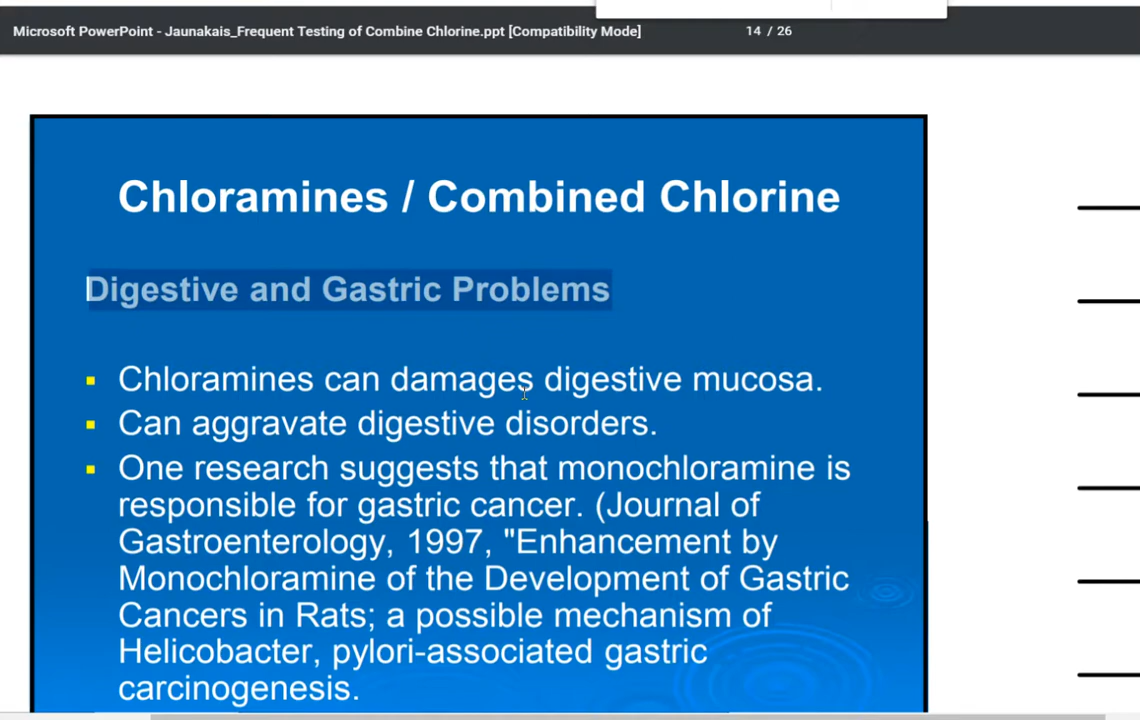 Microsoft PowerPoint - Jaunakais_Frequent Testing of Combine Chlorine.ppt [Compatibility Mode] 14 / 26
Chloramines / Combined Chlorine
Digestive and Gastric Problems
Chloramines can damages digestive mucosa.
Can aggravate digestive disorders.
One research suggests that monochloramine is
responsible for gastric cancer. (Journal of
Gastroenterology, 1997, "Enhancement by
Monochloramine of the Development of Gastric
Cancers in Rats; a possible mechanism of
Helicobacter, pylori-associated gastric
carcinogenesis.